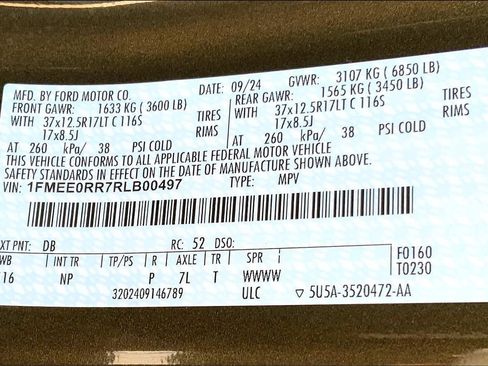 MFD. BY FORD MOTOR CO.
DATE: 09/24 GVWR: 3107 KG ( 6850 LB)
FRONT GAWR: 1633 KG ( 3600 LB) REAR GAWR: 1565 KG ( 3450 LB)
WITH 37x12.5R17LT C 116S TIRES WITH 37x12.5R17LT C 116S TIRES
17x8.5J RIMS 17x8.5J RIMS
AT 260 kPa/ 38 PSI COLD AT 260 kPa/ 38 PSI COLD
THIS VEHICLE CONFORMS TO ALL APPLICABLE FEDERAL MOTOR VEHICLE
SAFETY STANDARDS IN EFFECT ON THE DATE OF MANUFACTURE SHOWN ABOVE.
VIN: 1FMEE0RR7RLB00497 TYPE: MPV
XT PNT: DB RC: 52 DSO:
WB INT TR TP/PS R AXLE TR SPR
16 NP P 7L T WWWW
F0160
T0230
3202409146789 ULC ▽ 5U5A-3520472-AA